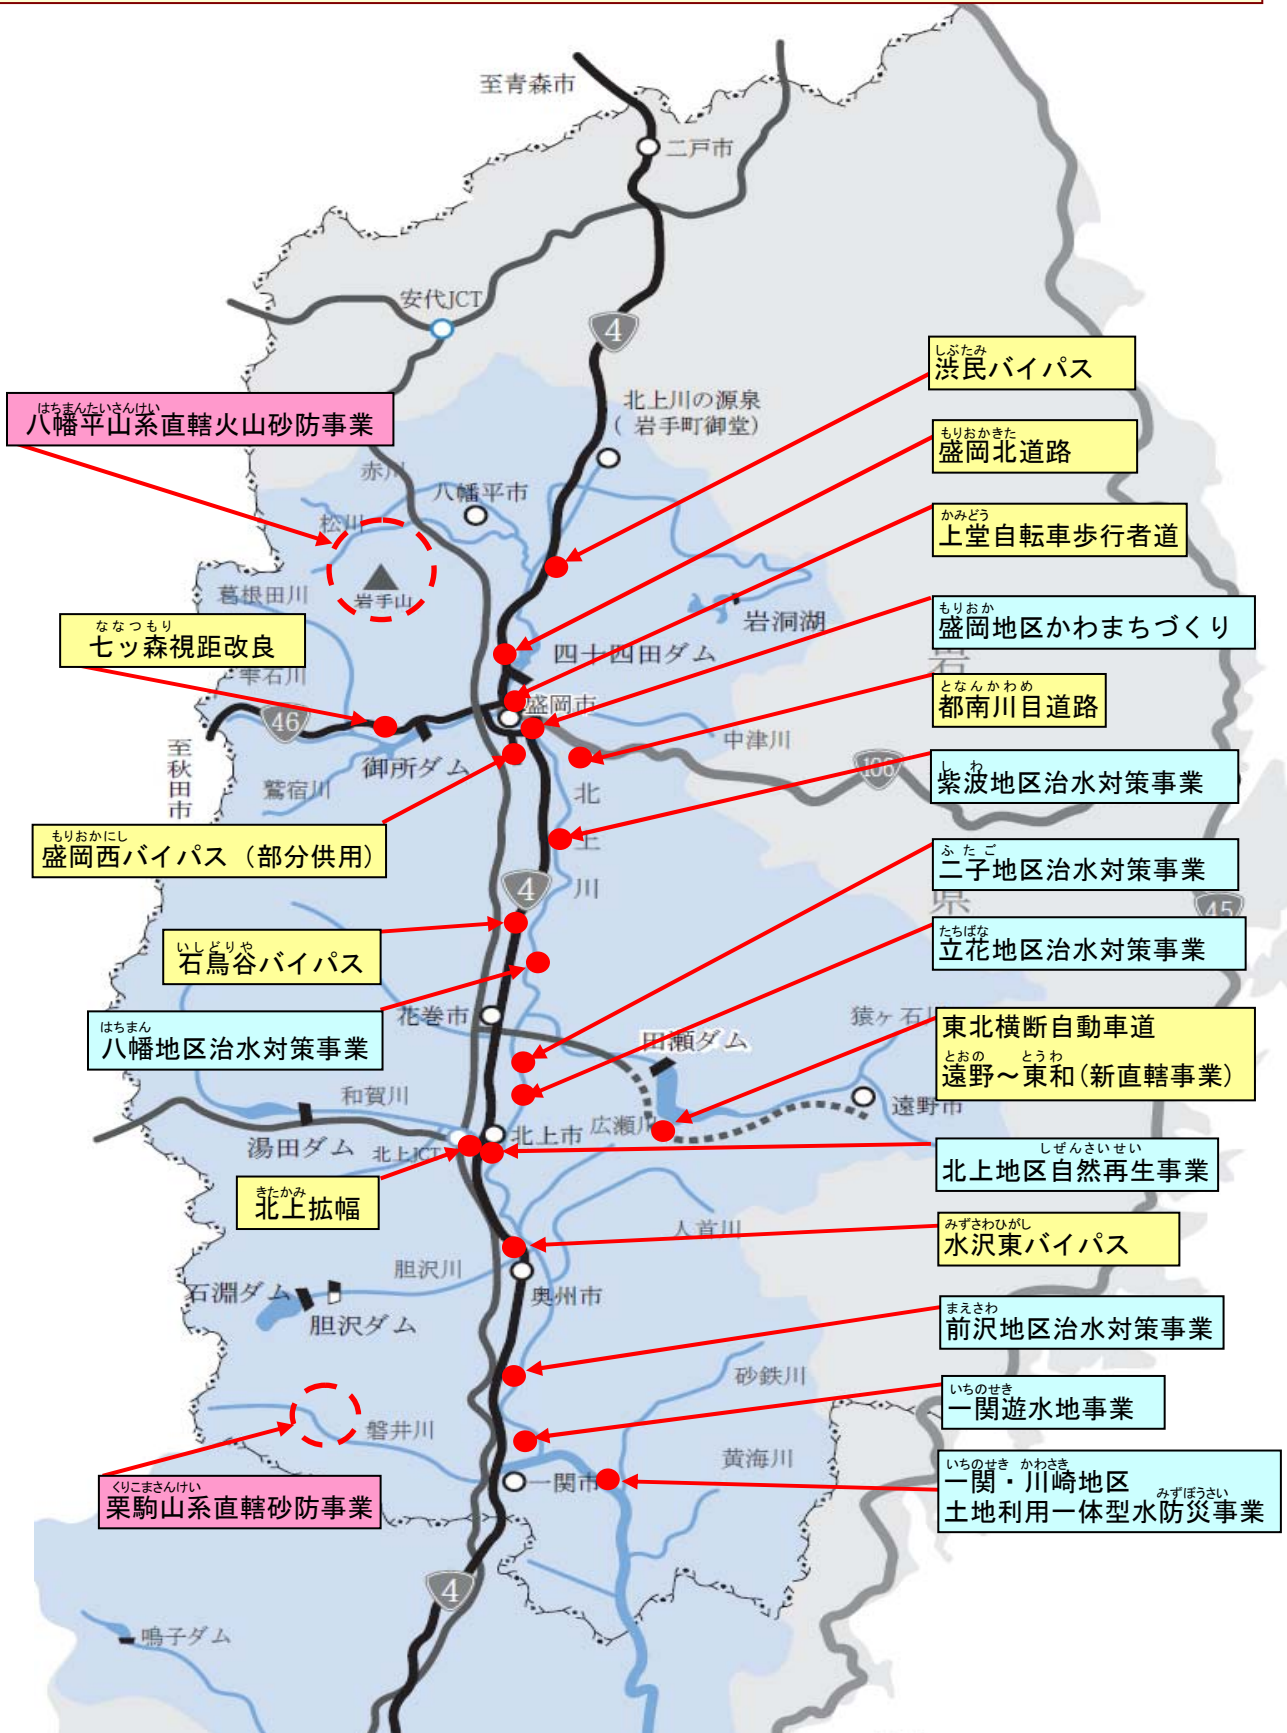 至青森市
二戸市
安代JCT
4
しぶたみ
渋民バイパス
北上川の源泉
(岩手町御堂)
はちまんたいさんけい
八幡平山系直轄火山砂防事業
もりおかきた
盛岡北道路
赤川
八幡平市
松川
かみどう
上堂自転車歩行者道
岩手山
葛根田川
岩洞湖
もりおか
盛岡地区かわまちづくり
ななつもり
七ッ森視距改良
四十四田ダム
岩
雫石川
となんかわめ
都南川目道路
盛岡市
46
中津川
至秋田市
御所ダム
106
しわ
紫波地区治水対策事業
鷲宿川
北上川
もりおかにし
盛岡西バイパス（部分供用）
ふたご
二子地区治水対策事業
4
県
45
いしどりや
石鳥谷バイパス
たちばな
立花地区治水対策事業
はちまん
八幡地区治水対策事業
花巻市
猿ヶ石川
田瀬ダム
東北横断自動車道
とおの とうわ
遠野～東和(新直轄事業)
和賀川
遠野市
湯田ダム
北上JCT
北上市
広瀬川
しぜんさいせい
北上地区自然再生事業
きたかみ
北上拡幅
人首川
みずさわひがし
水沢東バイパス
胆沢川
石淵ダム
奥州市
胆沢ダム
まえさわ
前沢地区治水対策事業
砂鉄川
いちのせき
一関遊水地事業
磐井川
黄海川
いちのせき かわさき
一関・川崎地区
みずぼうさい
土地利用一体型水防災事業
一関市
くりこまさんけい
栗駒山系直轄砂防事業
4
鳴子ダム